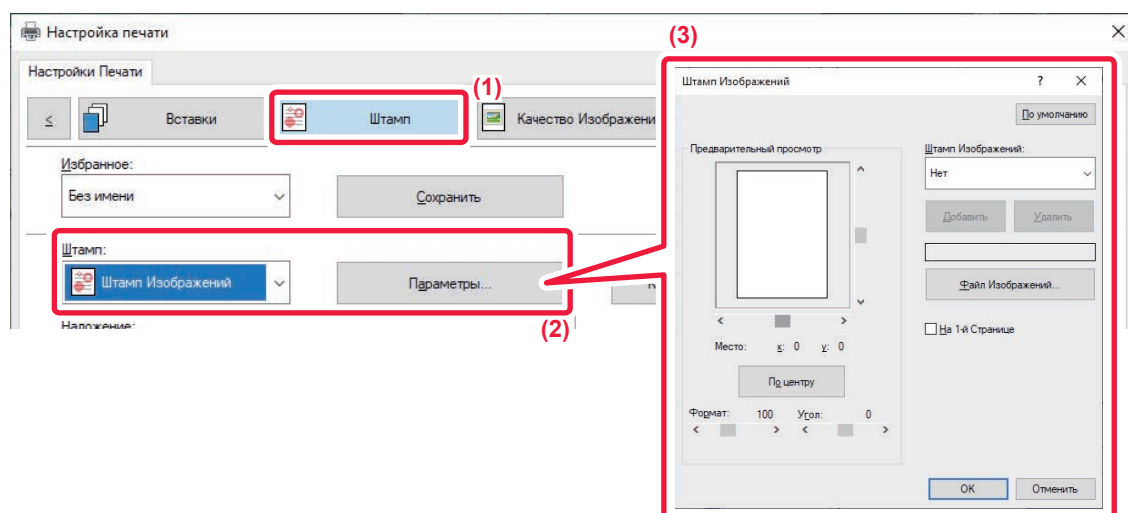 Настройка печати
(3)
Настройки Печати
(1)
<
Вставки
Штамп
Качество Изображени
Избранное:
Без имени
Сохранить
Штамп:
Штамп Изображений
Параметры...
(2)
Наложение:
Штамп Изображений
?
По умолчанию
Предварительный просмотр
Штамп Изображений:
Нет
Добавить
Удалить
Файл Изображений...
На 1-й Странице
Место: x: 0 y: 0
По центру
Формат: 100 Угол: 0
OK
Отменить